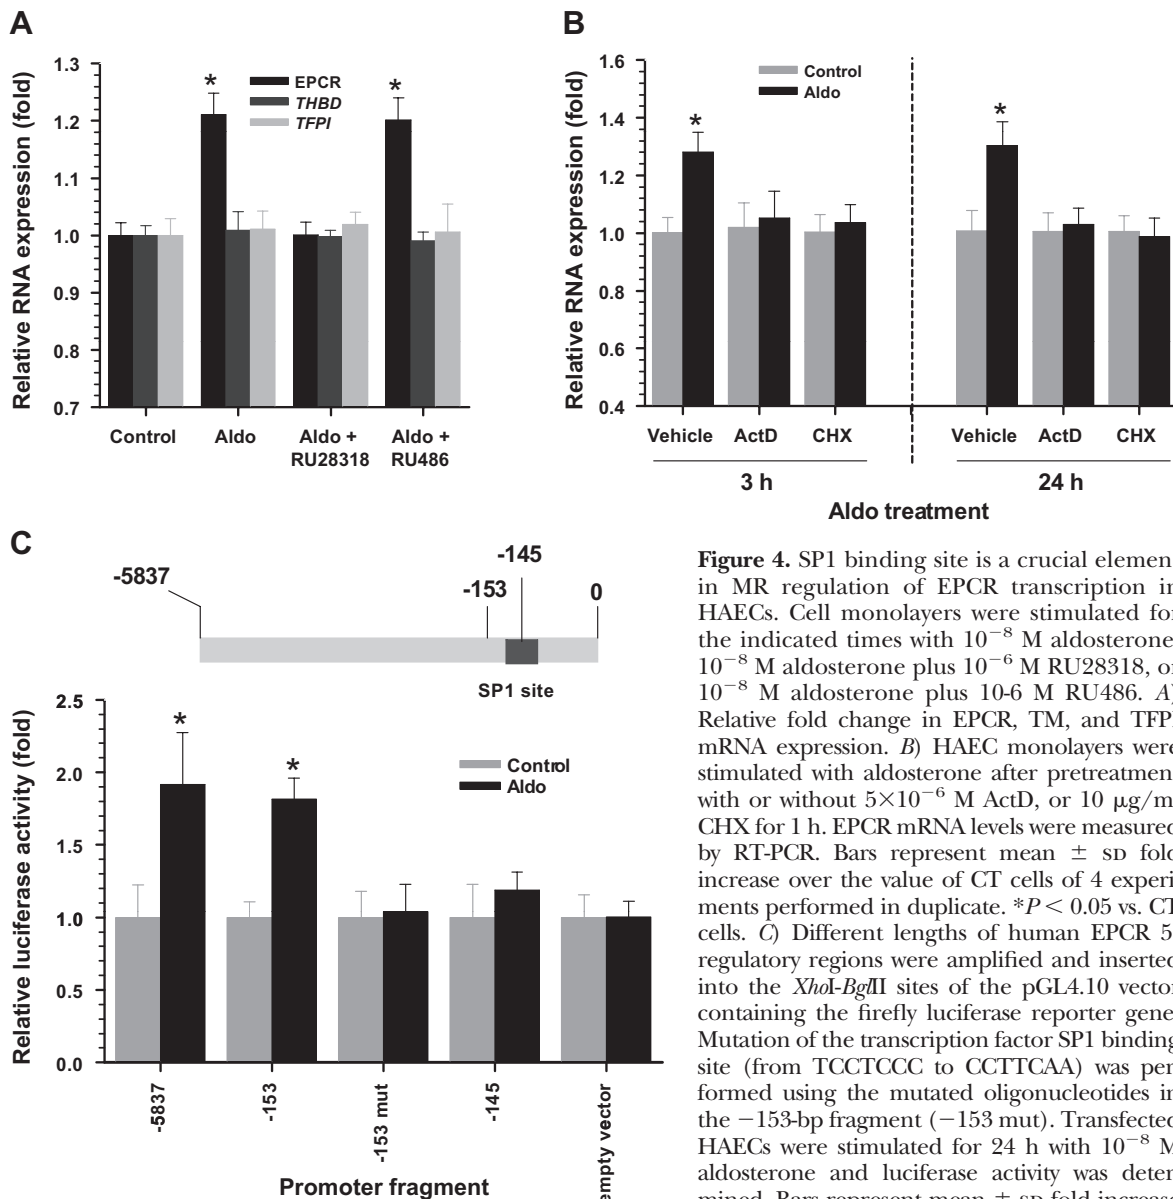 A
Relative RNA expression (fold)
1.3
1.2
1.1
1.0
0.9
0.8
0.7
*
*
EPCR
THBD
TFPI
Control
Aldo
Aldo +
RU28318
Aldo +
RU486
B
Relative RNA expression (fold)
1.6
1.4
1.2
1.0
0.8
0.6
0.4
Control
Aldo
*
*
Vehicle ActD CHX
Vehicle ActD CHX
3 h
24 h
Aldo treatment
C
-5837
-153
-145
0
SP1 site
Relative luciferase activity (fold)
2.5
2.0
1.5
1.0
0.5
0.0
*
*
Control
Aldo
-5837
-153
-153 mut
-145
empty vector
Promoter fragment
Figure 4. SP1 binding site is a crucial elemen
in MR regulation of EPCR transcription in
HAECs. Cell monolayers were stimulated for
the indicated times with 10⁻⁸ M aldosterone
10⁻⁸ M aldosterone plus 10⁻⁶ M RU28318, or
10⁻⁸ M aldosterone plus 10-6 M RU486. A)
Relative fold change in EPCR, TM, and TFP
mRNA expression. B) HAEC monolayers were
stimulated with aldosterone after pretreatmen
with or without 5×10⁻⁶ M ActD, or 10 μg/m
CHX for 1 h. EPCR mRNA levels were measured
by RT-PCR. Bars represent mean ± SD fold
increase over the value of CT cells of 4 experi
ments performed in duplicate. *P < 0.05 vs. CT
cells. C) Different lengths of human EPCR 5
regulatory regions were amplified and inserted
into the XhoI-BglII sites of the pGL4.10 vector
containing the firefly luciferase reporter gene
Mutation of the transcription factor SP1 binding
site (from TCCTCCC to CCTTCAA) was per
formed using the mutated oligonucleotides in
the −153-bp fragment (−153 mut). Transfected
HAECs were stimulated for 24 h with 10⁻⁸ M
aldosterone and luciferase activity was deter
mined. Bars represent mean ± SD fold increase